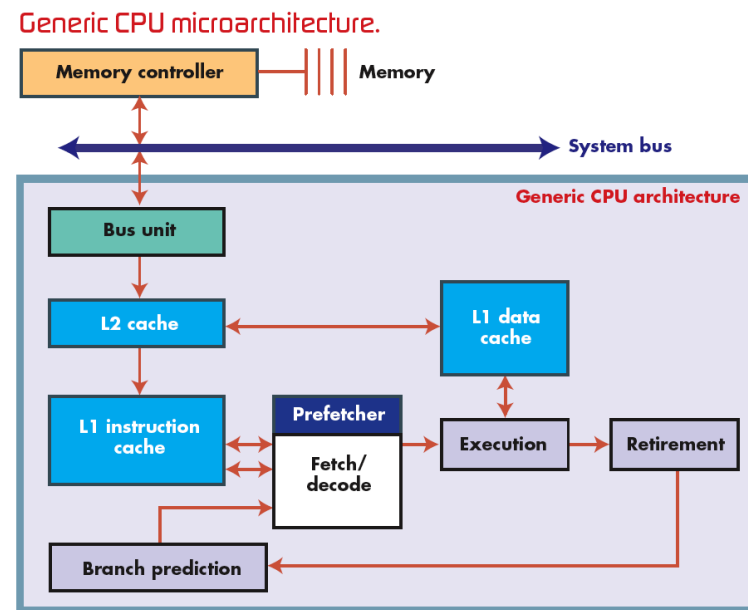 Generic CPU microarchitecture.
Memory controller
Memory
System bus
Generic CPU architecture
Bus unit
L2 cache
L1 data
cache
L1 instruction
cache
Prefetcher
Fetch/
decode
Execution
Retirement
Branch prediction